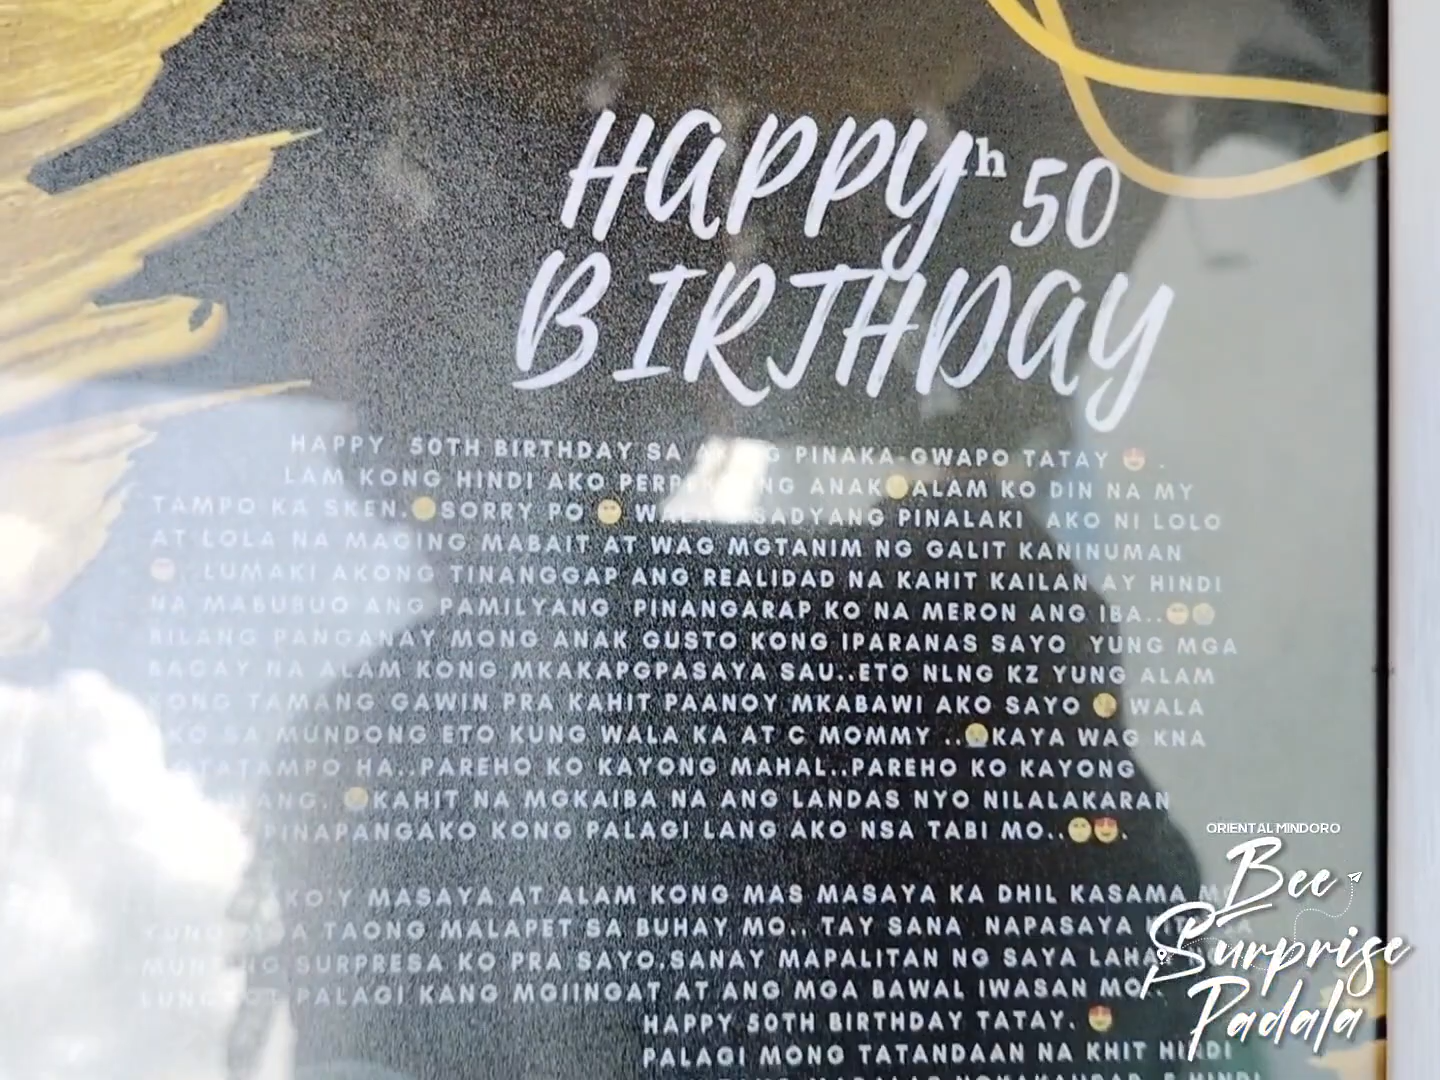 HAPPY h 50
BIRTHDAY
HAPPY 50TH BIRTHDAY SA PINAKA-GWAPO TATAY 😍 .
LAM KONG HINDI AKO ANAK ALAM KO DIN NA MY
TAMPO KA SKEN. SORRY PO PINALAKI AKO NI LOLO
AT LOLA NA MAGING MABAIT AT WAG MGTANIM NG GALIT KANINUMAN
LUMAKI AKONG TINANGGAP ANG REALIDAD NA KAHIT KAILAN AY HINDI
NA MABUBUO ANG PAMILYANG PINANGARAP KO NA MERON ANG IBA..
BILANG PANGANAY MONG ANAK GUSTO KONG IPARANAS SAYO YUNG MGA
BAGAY NA ALAM KONG MKAKAPGPASAYA SAU..ETO NLNG KZ YUNG ALAM
KONG TAMANG GAWIN PRA KAHIT PAANOY MKABAWI AKO SAYO WALA
SA MUNDONG ETO KUNG WALA KA AT C MOMMY .. KAYA WAG KNA
HA..PAREHO KO KAYONG MAHAL..PAREHO KO KAYONG
KAHIT NA MGKAIBA NA ANG LANDAS NYO NILALAKARAN
PINAPANGAKO KONG PALAGI LANG AKO NSA TABI MO.. 😍.
KO'Y MASAYA AT ALAM KONG MAS MASAYA KA DHIL KASAMA
TAONG MALAPET SA BUHAY MO.. TAY SANA NAPASAYA
SURPRESA KO PRA SAYO.SANAY MAPALITAN NG SAYA
PALAGI KANG MGIINGAT AT ANG MGA BAWAL IWASAN
HAPPY 50TH BIRTHDAY TATAY. 😍
PALAGI MONG TATANDAAN NA KHIT HINDI
ORIENTAL MINDORO
Bee
Surprise
Padala